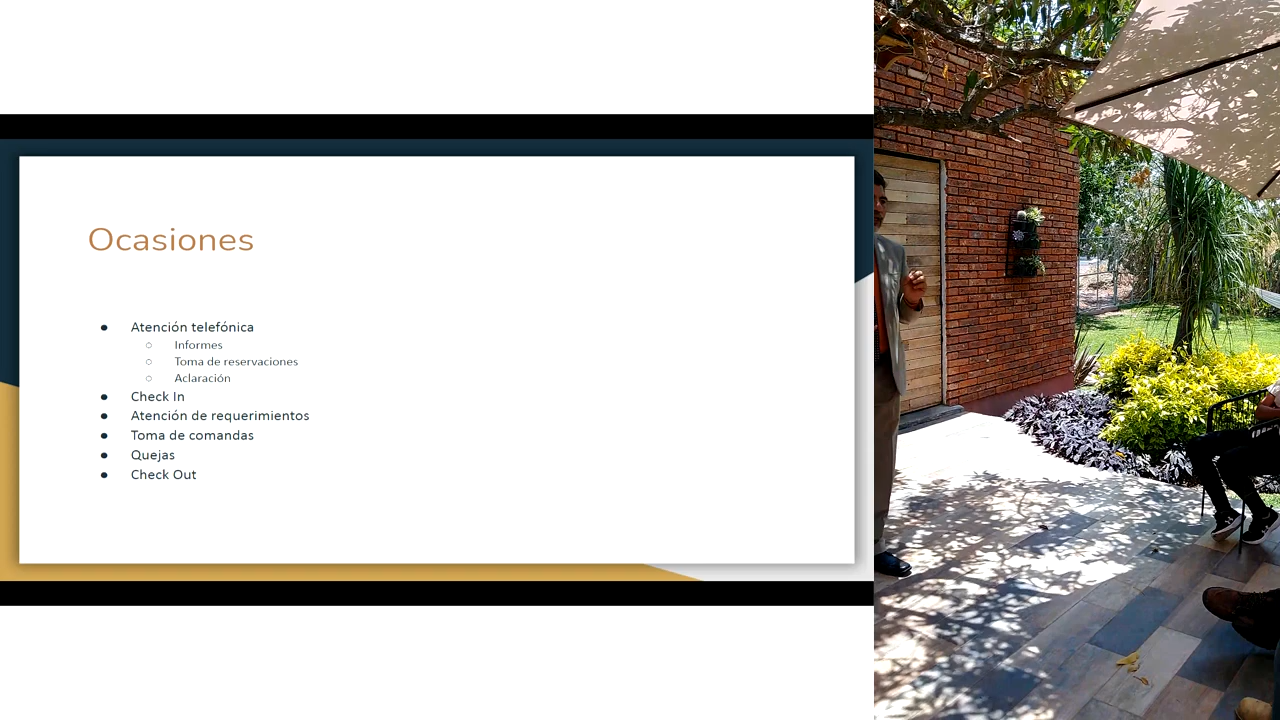 Ocasiones
● Atención telefónica
○ Informes
○ Toma de reservaciones
○ Aclaración
● Check In
● Atención de requerimientos
● Toma de comandas
● Quejas
● Check Out